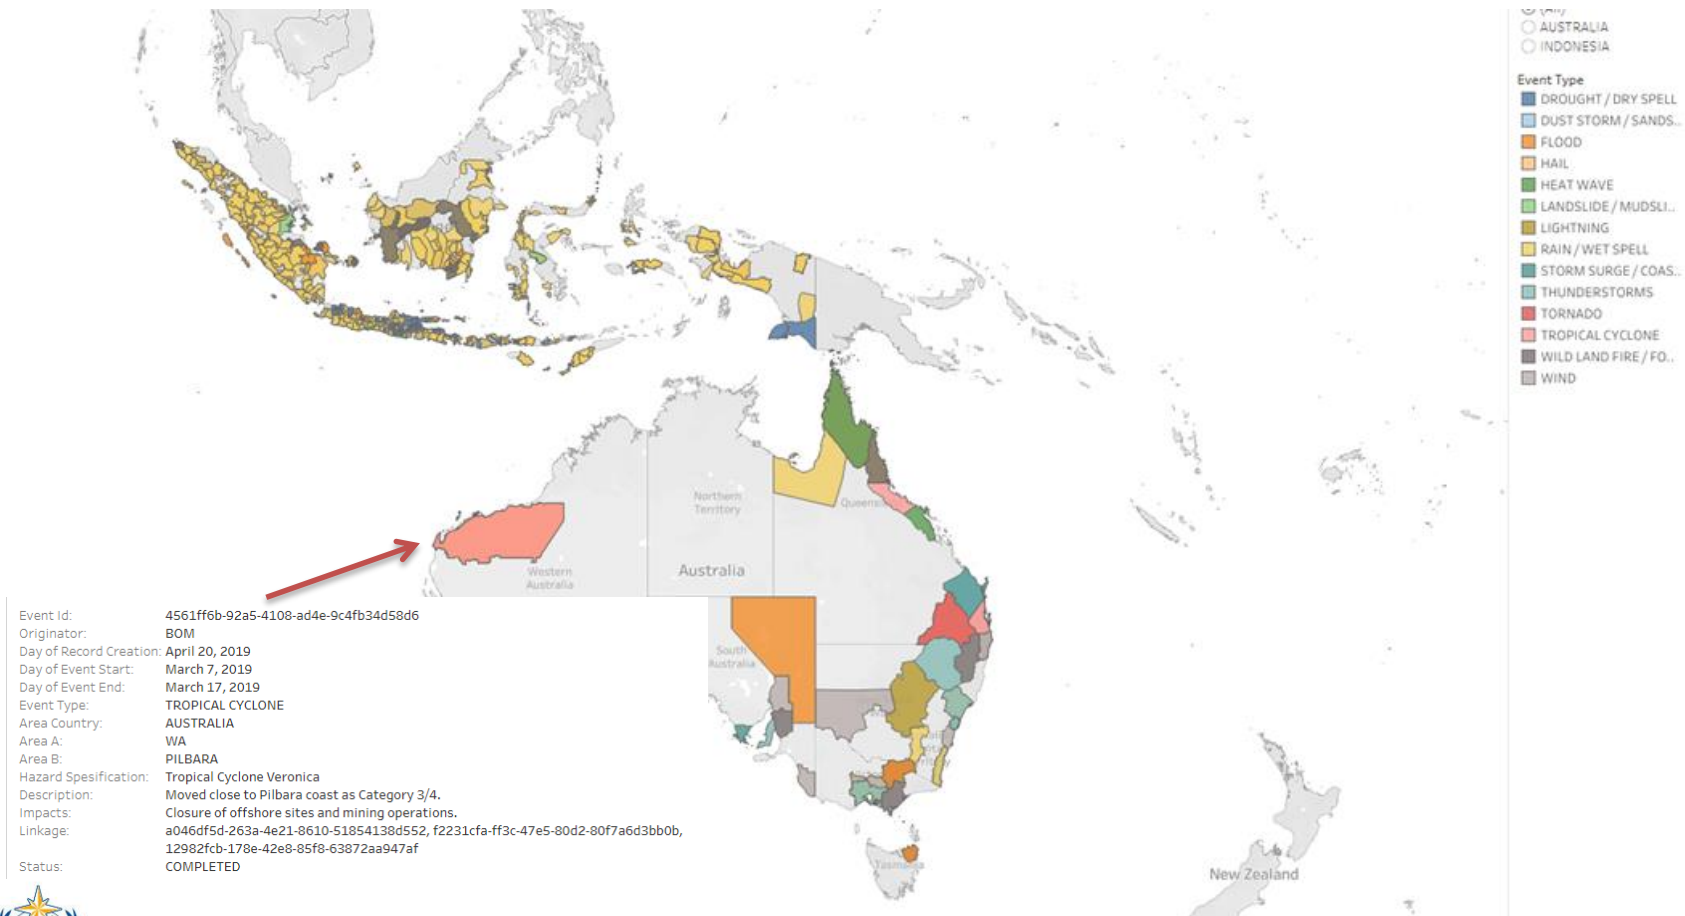 AUSTRALIA
INDONESIA
Event Type
DROUGHT / DRY SPELL
DUST STORM / SANDS..
FLOOD
HAIL
HEAT WAVE
LANDSLIDE / MUDSLI..
LIGHTNING
RAIN / WET SPELL
STORM SURGE / COAS..
THUNDERSTORMS
TORNADO
TROPICAL CYCLONE
WILD LAND FIRE / FO..
WIND
Northern
Territory
Australia
Western
Australia
South
Australia
New Zealand
Event Id: 4561ff6b-92a5-4108-ad4e-9c4fb34d58d6
Originator: BOM
Day of Record Creation: April 20, 2019
Day of Event Start: March 7, 2019
Day of Event End: March 17, 2019
Event Type: TROPICAL CYCLONE
Area Country: AUSTRALIA
Area A: WA
Area B: PILBARA
Hazard Spesification: Tropical Cyclone Veronica
Description: Moved close to Pilbara coast as Category 3/4.
Impacts: Closure of offshore sites and mining operations.
Linkage: a046df5d-263a-4e21-8610-51854138d552, f2231cfa-ff3c-47e5-80d2-80f7a6d3bb0b,
12982fcb-178e-42e8-85f8-63872aa947af
Status: COMPLETED